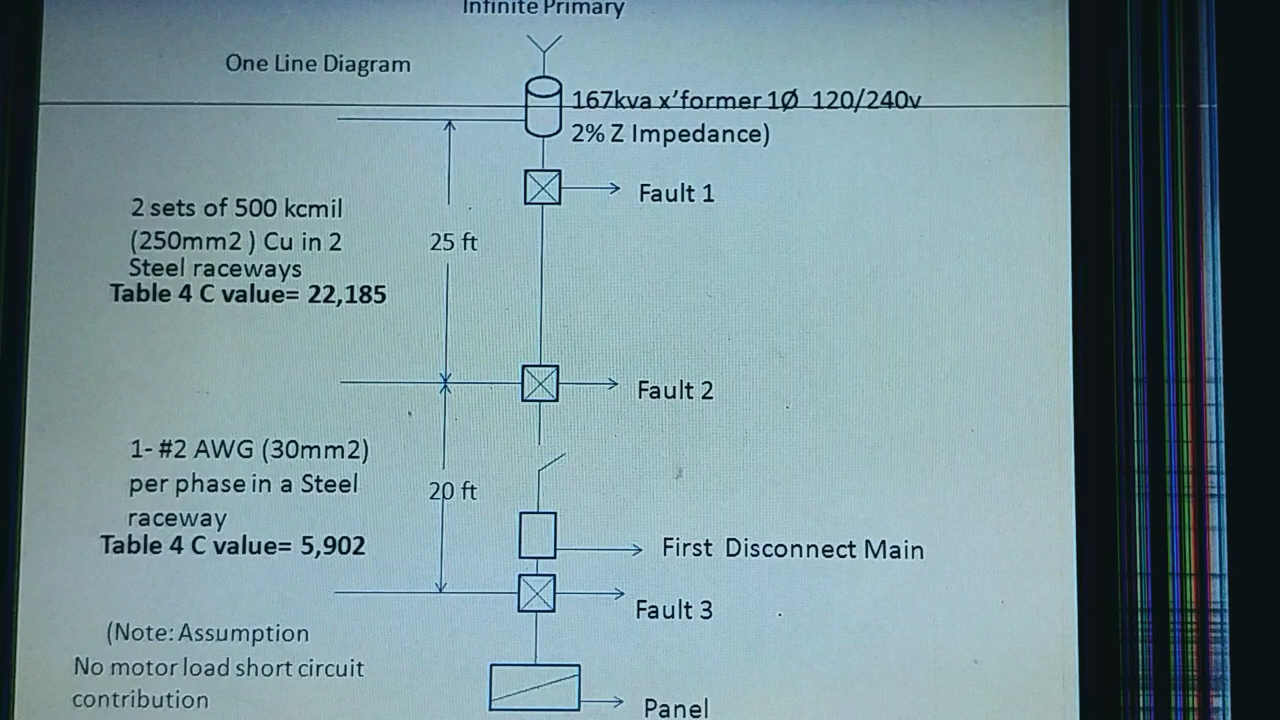 Infinite Primary
One Line Diagram
167kva x'former 1Ø 120/240v
2% Z Impedance)
Fault 1
2 sets of 500 kcmil
(250mm2 ) Cu in 2
Steel raceways
Table 4 C value= 22,185
25 ft
Fault 2
1- #2 AWG (30mm2)
per phase in a Steel
raceway
Table 4 C value= 5,902
20 ft
First Disconnect Main
Fault 3
(Note: Assumption
No motor load short circuit
contribution
Panel